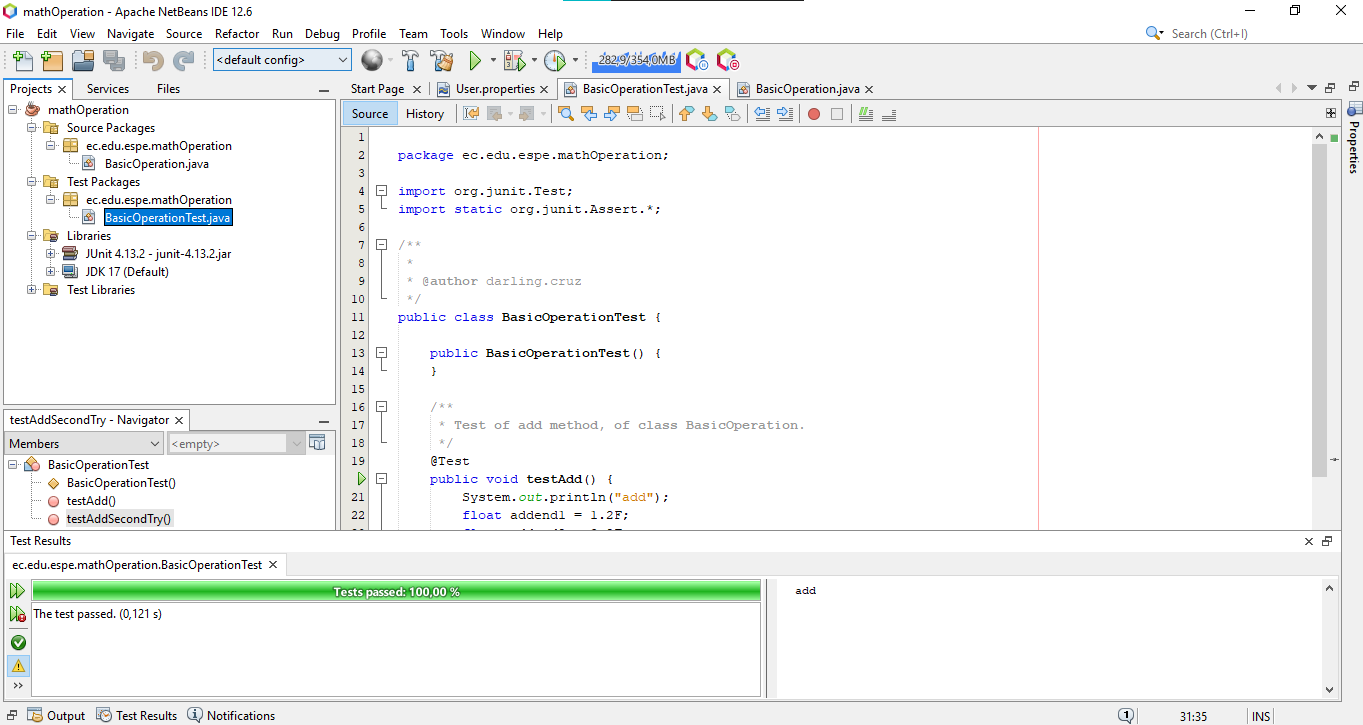 mathOperation - Apache NetBeans IDE 12.6
File Edit View Navigate Source Refactor Run Debug Profile Team Tools Window Help
Search (Ctrl+I)
<default config>
282,9/354,0MB
Projects Services Files
Start Page User.properties BasicOperationTest.java BasicOperation.java
mathOperation
Source Packages
ec.edu.espe.mathOperation
BasicOperation.java
Test Packages
ec.edu.espe.mathOperation
BasicOperationTest.java
Libraries
JUnit 4.13.2 - junit-4.13.2.jar
JDK 17 (Default)
Test Libraries
Source History
1
2 package ec.edu.espe.mathOperation;
3
4 import org.junit.Test;
5 import static org.junit.Assert.*;
6
7 /**
8 *
9 * @author darling.cruz
10 */
11 public class BasicOperationTest {
12
13 public BasicOperationTest() {
14 }
15
16 /**
17 * Test of add method, of class BasicOperation.
18 */
19 @Test
public void testAdd() {
21 System.out.println("add");
22 float addend1 = 1.2F;
Properties
testAddSecondTry - Navigator
Members <empty>
BasicOperationTest
BasicOperationTest()
testAdd()
testAddSecondTry()
Test Results
ec.edu.espe.mathOperation.BasicOperationTest
Tests passed: 100,00 %
The test passed. (0,121 s)
add
Output Test Results Notifications
1
31:35 INS